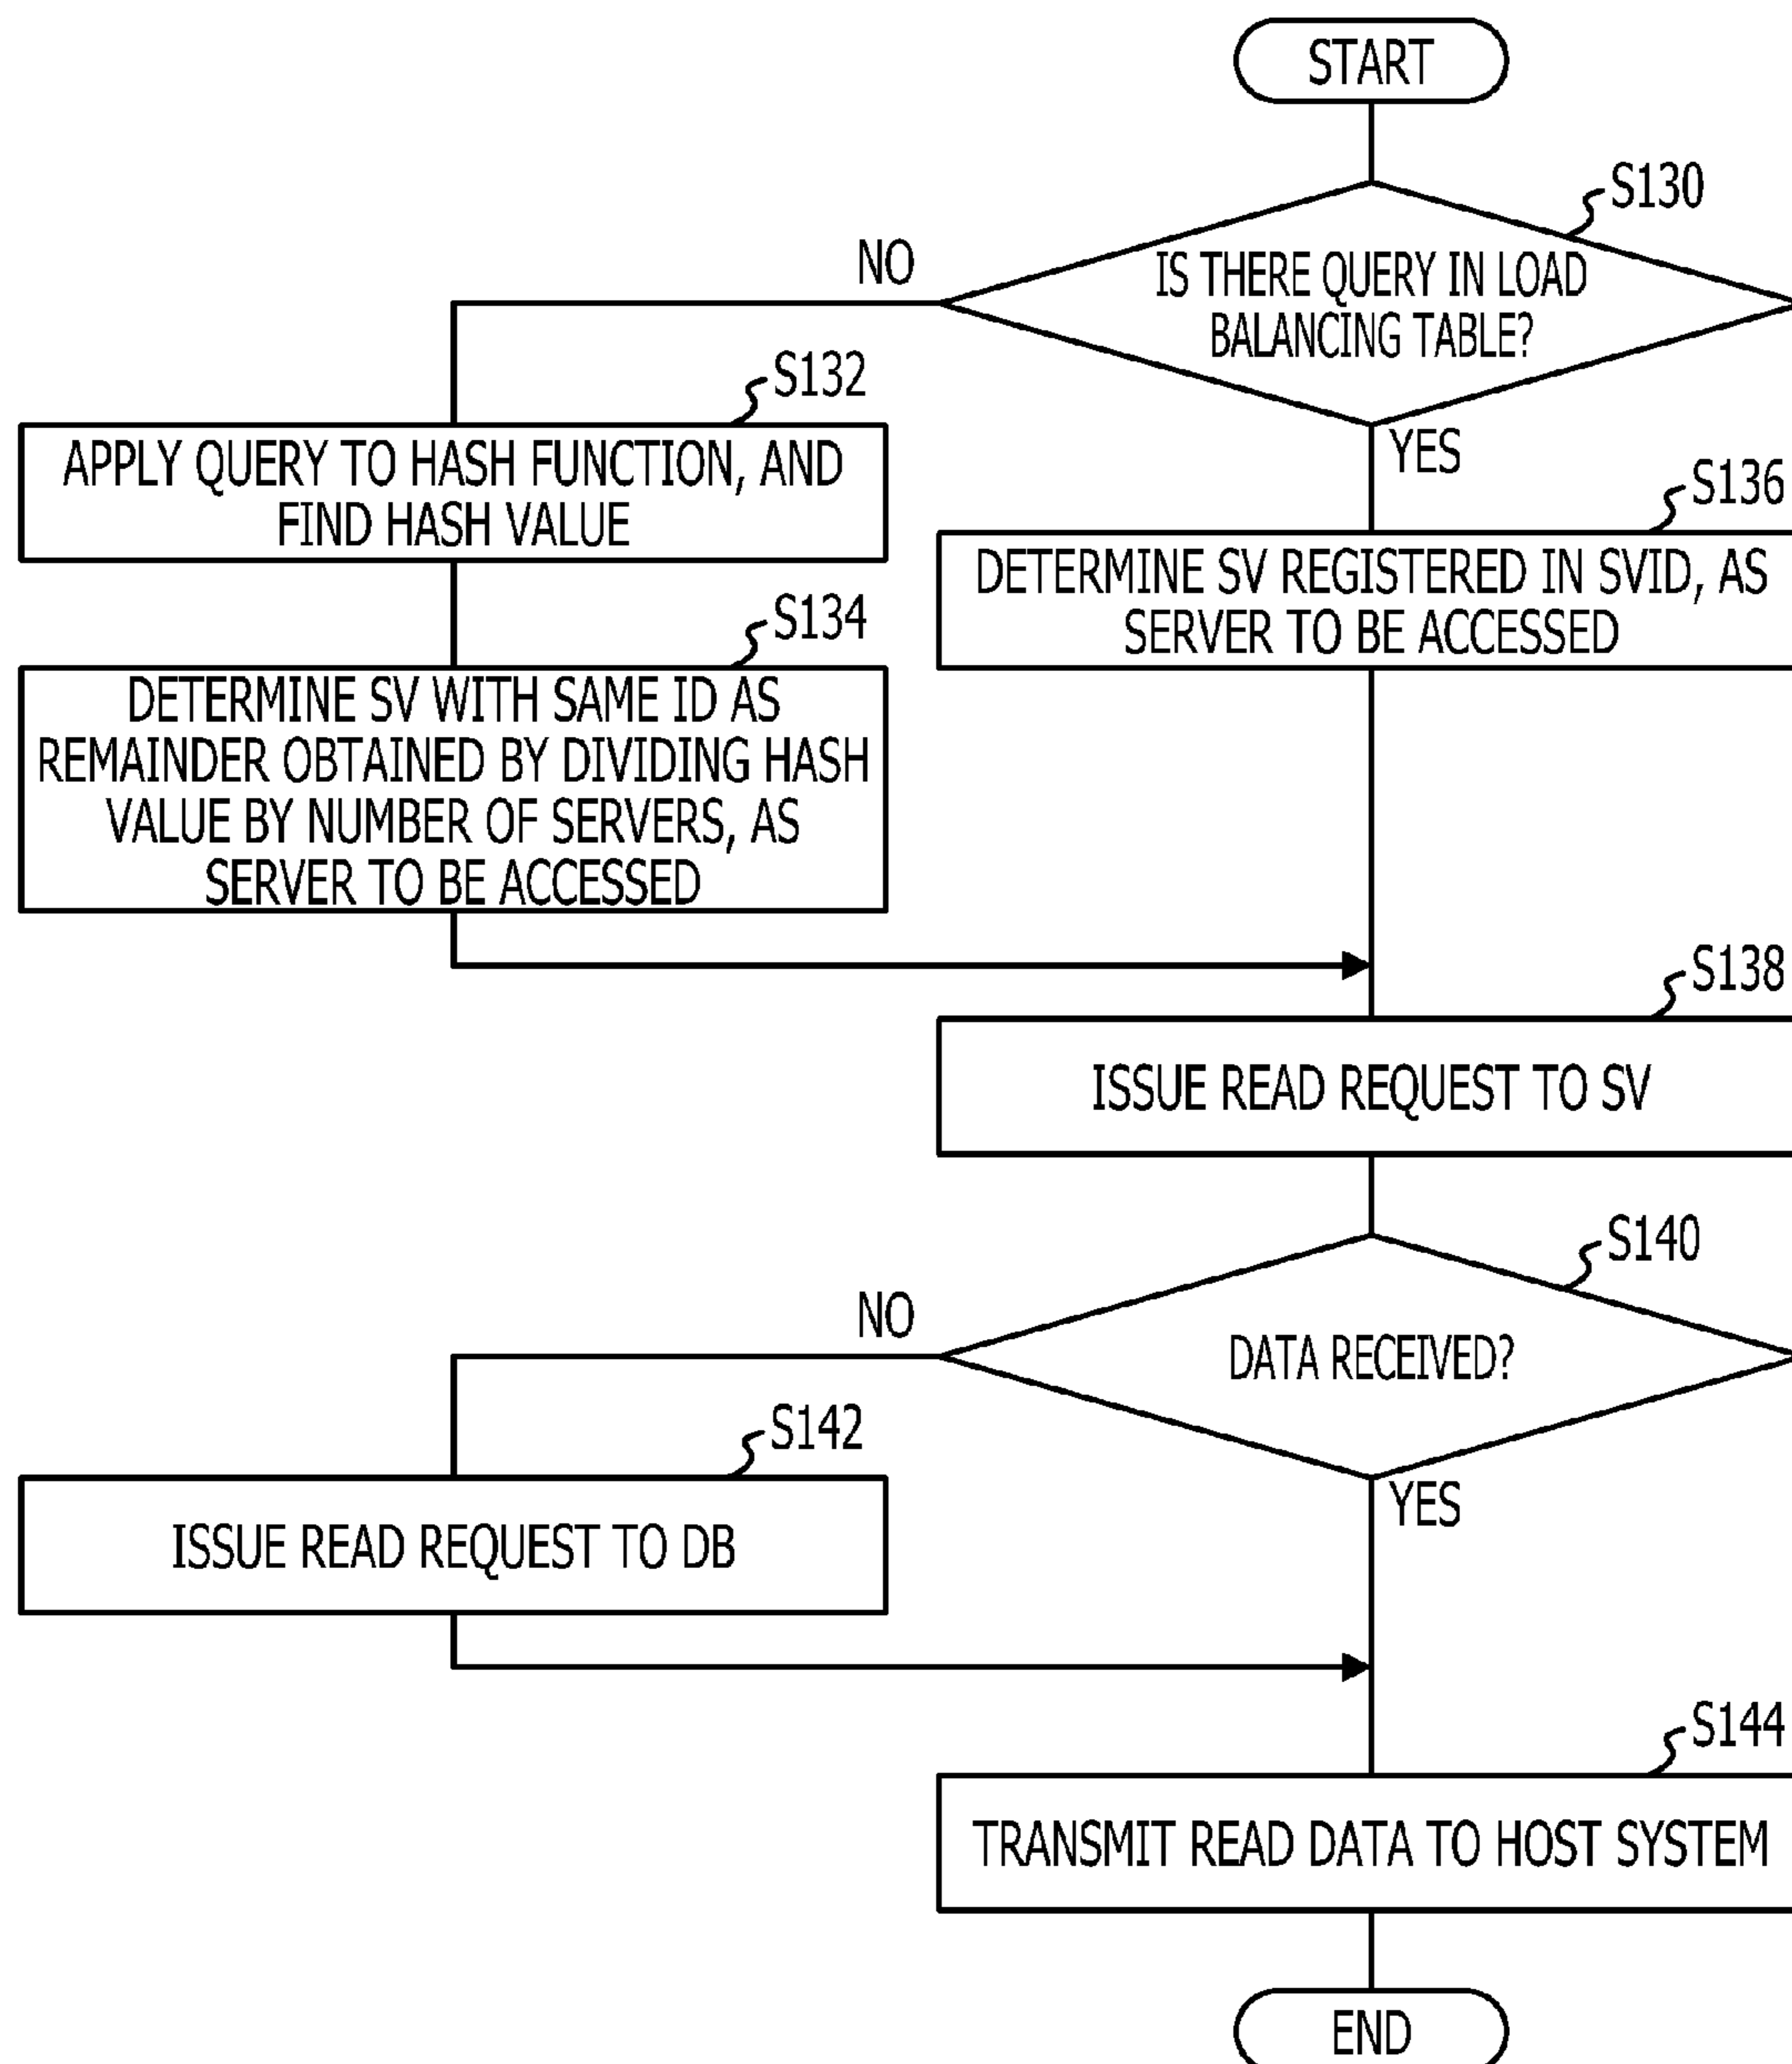 START
S130
NO
IS THERE QUERY IN LOAD
BALANCING TABLE?
YES
S132
APPLY QUERY TO HASH FUNCTION, AND
FIND HASH VALUE
S136
DETERMINE SV REGISTERED IN SVID, AS
SERVER TO BE ACCESSED
S134
DETERMINE SV WITH SAME ID AS
REMAINDER OBTAINED BY DIVIDING HASH
VALUE BY NUMBER OF SERVERS, AS
SERVER TO BE ACCESSED
S138
ISSUE READ REQUEST TO SV
S140
NO
DATA RECEIVED?
YES
S142
ISSUE READ REQUEST TO DB
S144
TRANSMIT READ DATA TO HOST SYSTEM
END